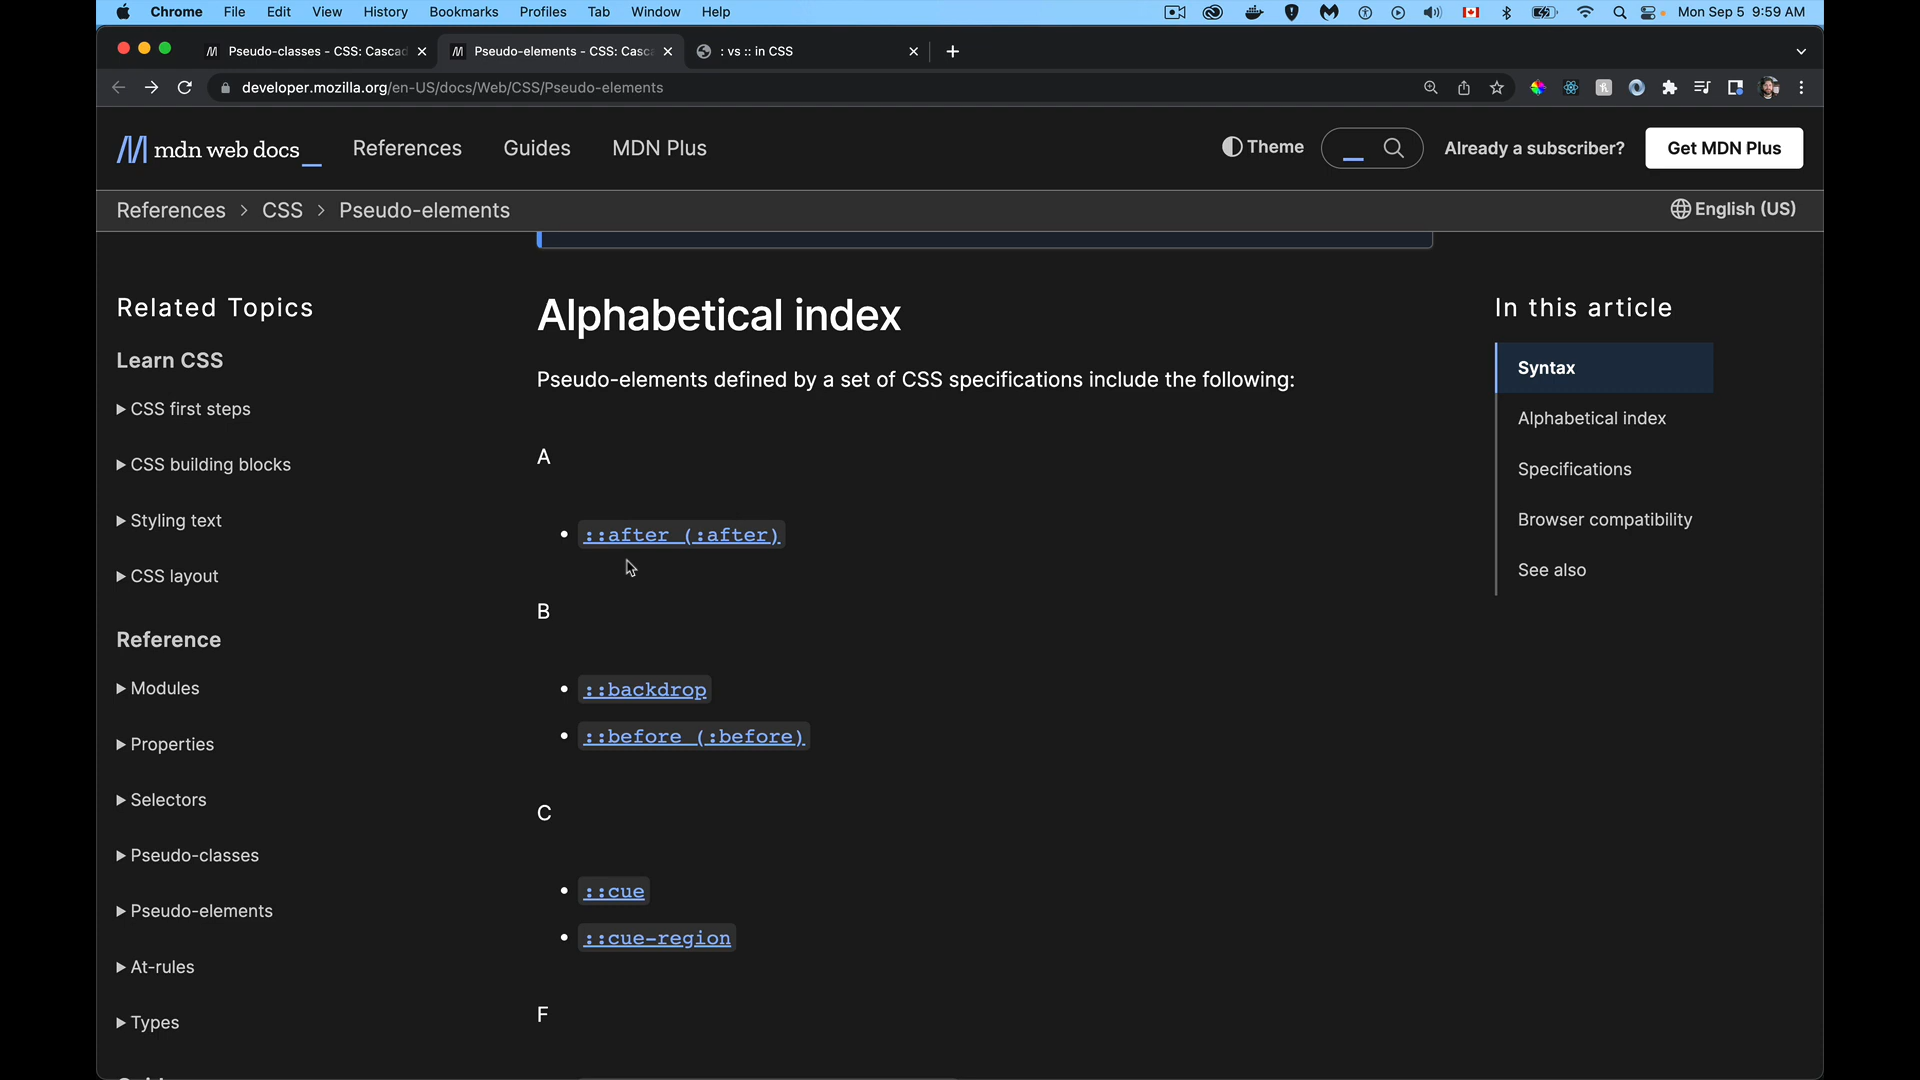 Chrome File Edit View History Bookmarks Profiles Tab Window Help Mon Sep 5 9:59 AM
Pseudo-classes - CSS: Cascad Pseudo-elements - CSS: Casca : vs :: in CSS
developer.mozilla.org/en-US/docs/Web/CSS/Pseudo-elements
mdn web docs_ References Guides MDN Plus Theme Already a subscriber? Get MDN Plus
References > CSS > Pseudo-elements English (US)
Related Topics
Learn CSS
CSS first steps
CSS building blocks
Styling text
CSS layout
Reference
Modules
Properties
Selectors
Pseudo-classes
Pseudo-elements
At-rules
Types
Alphabetical index
Pseudo-elements defined by a set of CSS specifications include the following:
A
• ::after (:after)
B
• ::backdrop
• ::before (:before)
C
• ::cue
• ::cue-region
F
In this article
Syntax
Alphabetical index
Specifications
Browser compatibility
See also